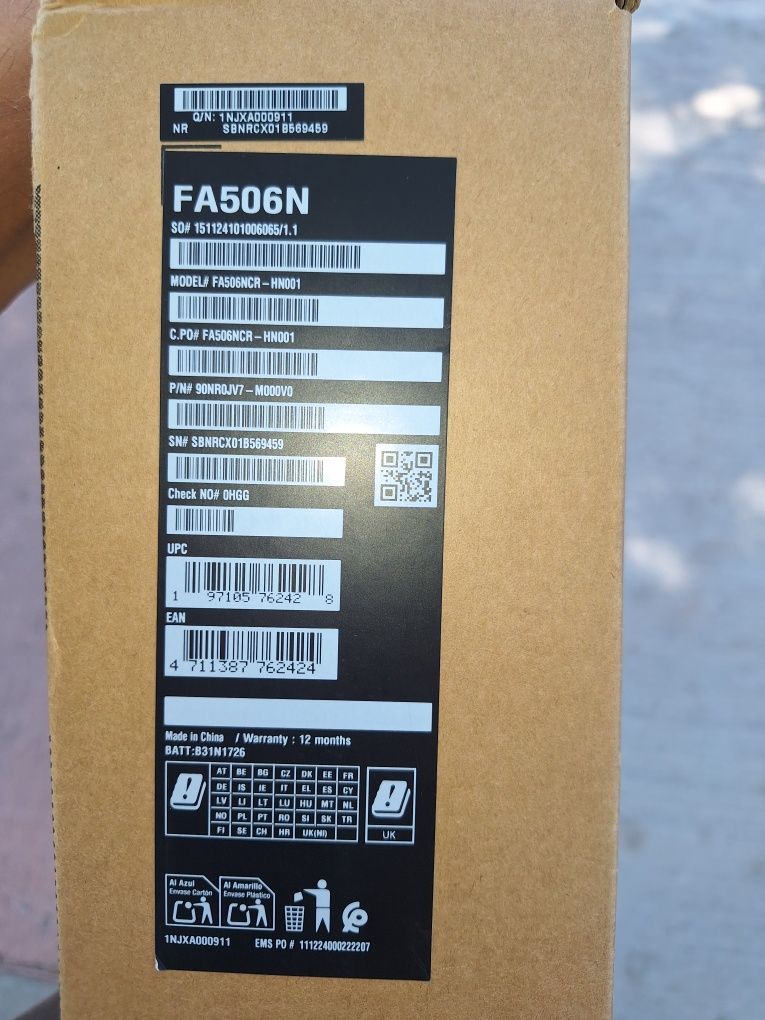 Q/N: 1NJXA000911
NR SBNRCX01B569459
FA506N
SO# 151124101006065/1.1
MODEL# FA506NCR-HN001
C.PO# FA506NCR-HN001
P/N# 90NR0JV7-M000V0
SN# SBNRCX01B569459
Check NO# 0HGG
UPC
1 97105 76242 8
EAN
4 711387 762424
Made in China / Warranty : 12 months
BATT:B31N1726
AT BE BG CZ DK EE FR
DE IS IE IT EL ES CY
LV LI LT LU HU MT NL
NO PL PT RO SI SK TR
FI SE CH HR UK(NI)
UK
Al Azul
Envase Cartón
Al Amarillo
Envase Plástico
1NJXA000911 EMS PO # 111224000222207